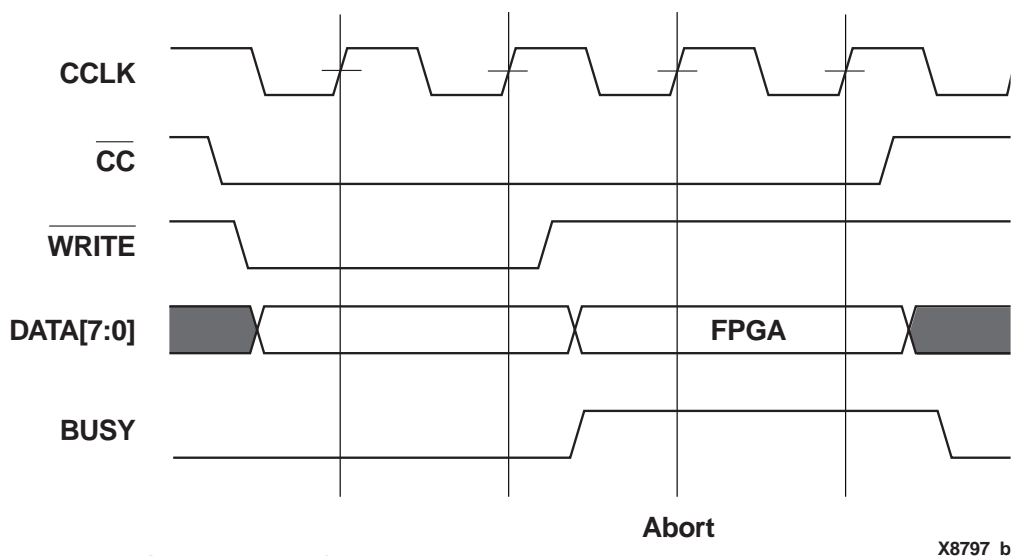 CCLK
CC
WRITE
DATA[7:0]
FPGA
BUSY
Abort
X8797_b